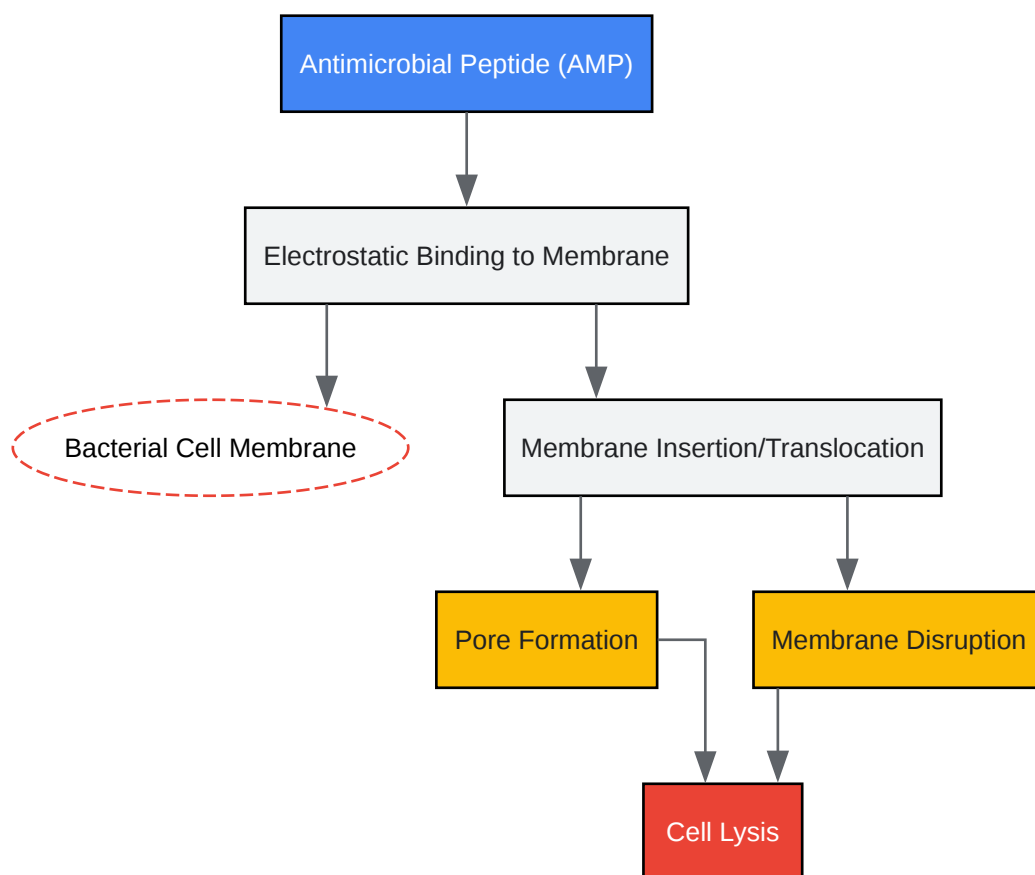 Antimicrobial Peptide (AMP)
Electrostatic Binding to Membrane
Bacterial Cell Membrane
Membrane Insertion/Translocation
Pore Formation
Membrane Disruption
Cell Lysis